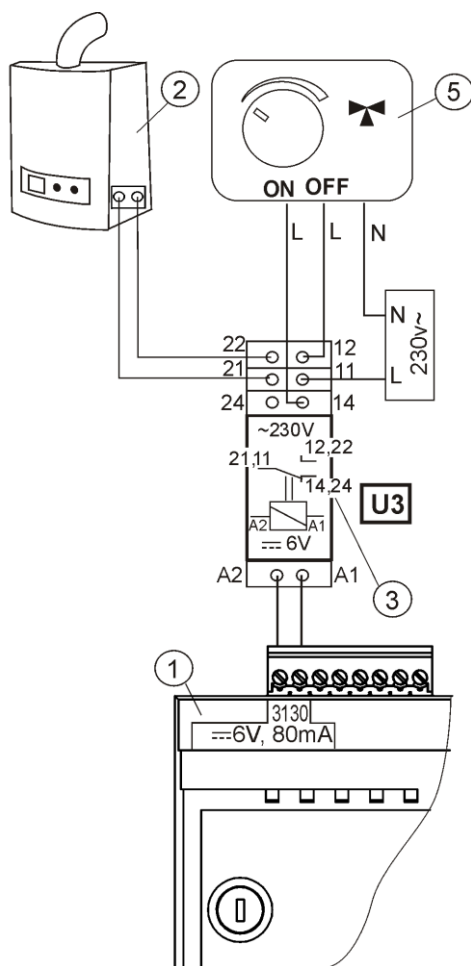 2
5
ON OFF
L L N
N
L
230v~
22 12
21 11
24 14
~230V
12,22
21,11
14,24
U3
A2 A1
⎓ 6V
A2 A1
3
1
3130
⎓6V, 80mA